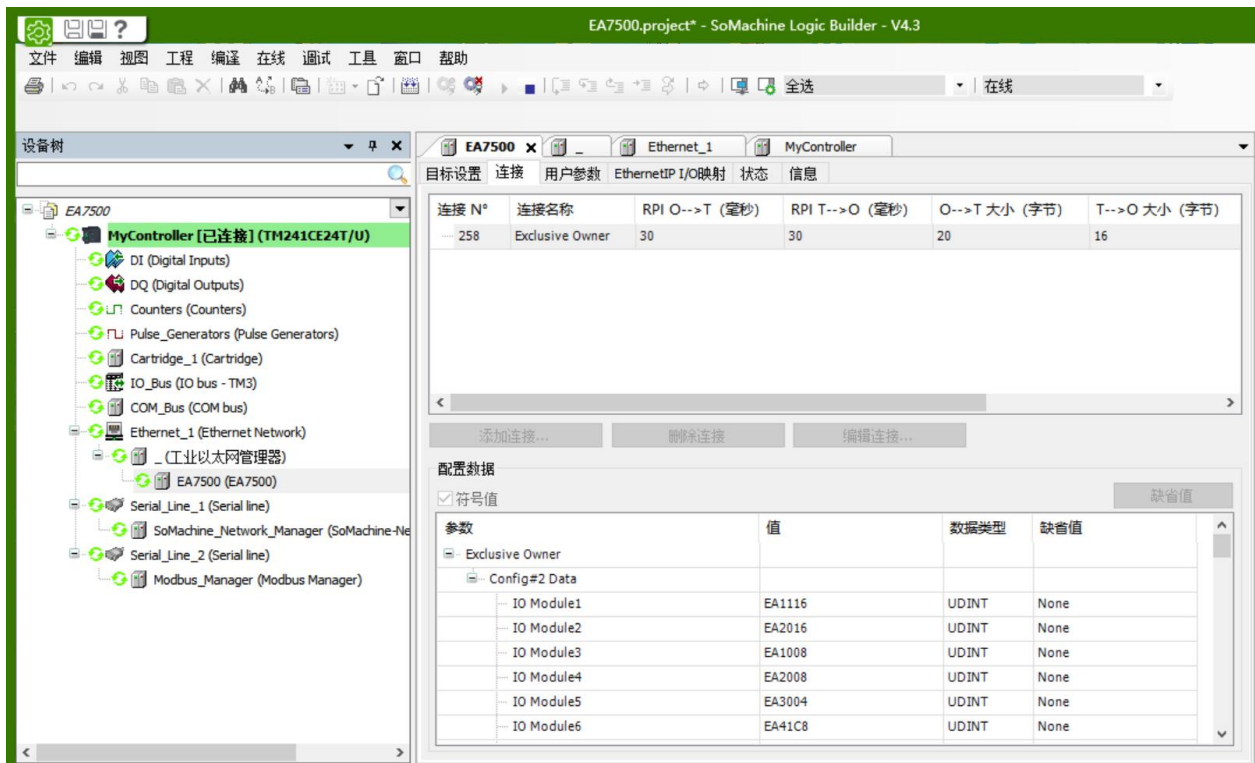 EA7500.project* - SoMachine Logic Builder - V4.3
文件 编辑 视图 工程 编译 在线 调试 工具 窗口 帮助
全选 在线
设备树
EA7500 _ Ethernet_1 MyController
目标设置 连接 用户参数 EthernetIP I/O映射 状态 信息
EA7500
MyController [已连接] (TM241CE24T/U)
DI (Digital Inputs)
DQ (Digital Outputs)
Counters (Counters)
Pulse_Generators (Pulse Generators)
Cartridge_1 (Cartridge)
IO_Bus (IO bus - TM3)
COM_Bus (COM bus)
Ethernet_1 (Ethernet Network)
_ (工业以太网管理器)
EA7500 (EA7500)
Serial_Line_1 (Serial line)
SoMachine_Network_Manager (SoMachine-Ne
Serial_Line_2 (Serial line)
Modbus_Manager (Modbus Manager)
连接 N° 连接名称 RPI O-->T (毫秒) RPI T-->O (毫秒) O-->T 大小 (字节) T-->O 大小 (字节)
258 Exclusive Owner 30 30 20 16
添加连接... 删除连接 编辑连接...
配置数据
符号值 缺省值
参数 值 数据类型 缺省值
Exclusive Owner
Config#2 Data
IO Module1 EA1116 UDINT None
IO Module2 EA2016 UDINT None
IO Module3 EA1008 UDINT None
IO Module4 EA2008 UDINT None
IO Module5 EA3004 UDINT None
IO Module6 EA41C8 UDINT None